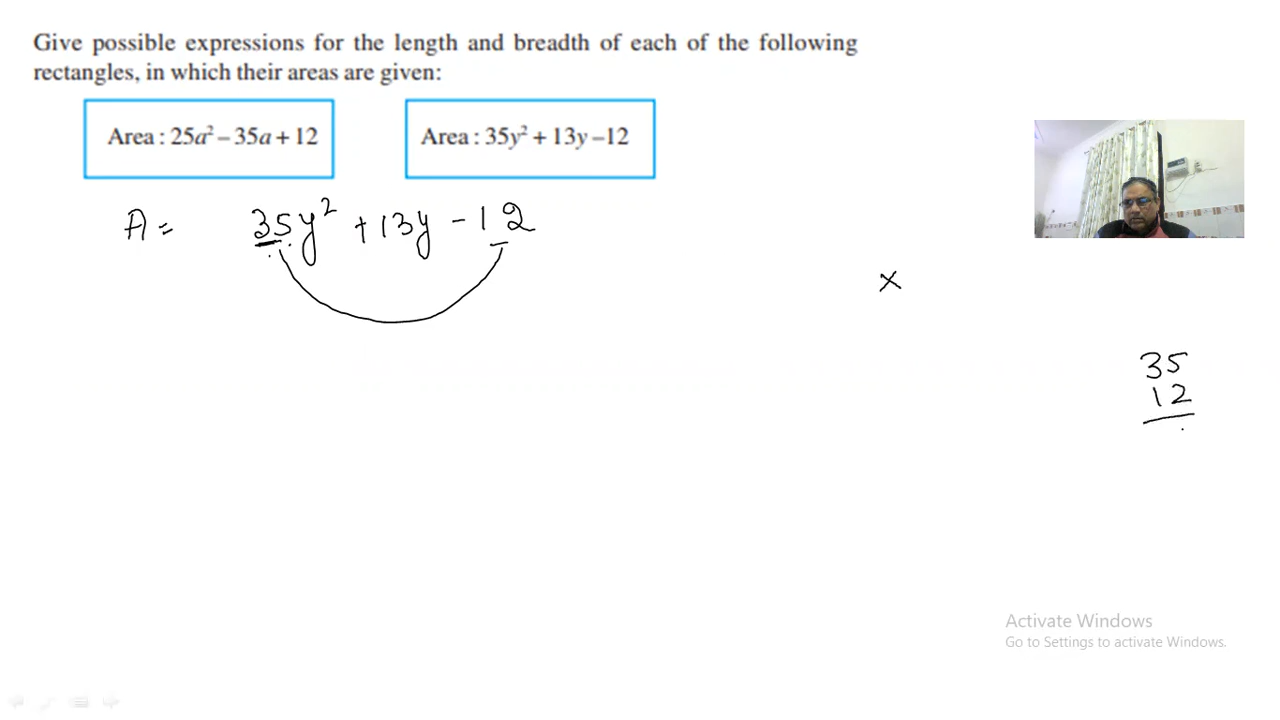 Give possible expressions for the length and breadth of each of the following
rectangles, in which their areas are given:
Area : 25a² – 35a + 12
Area : 35y² + 13y –12
A = 35y² + 13y - 12
×
35
12
Activate Windows
Go to Settings to activate Windows.